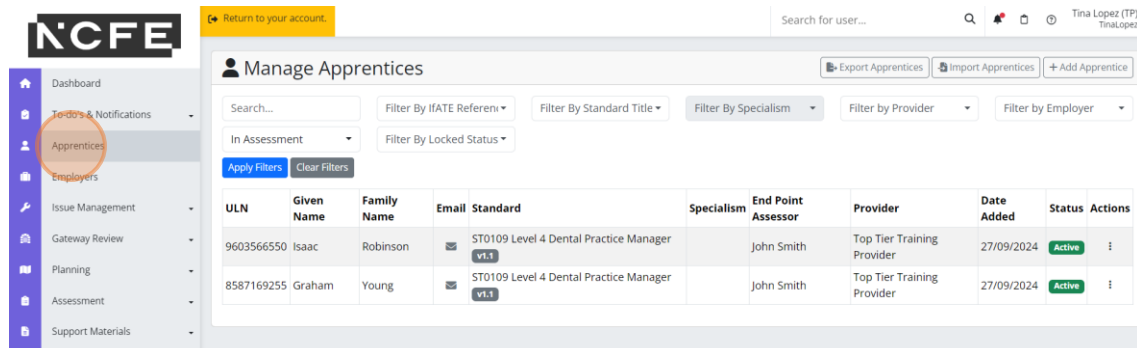 NCFE
Return to your account.
Search for user...
Tina Lopez (TP)
TinaLopez
Dashboard
To-do's & Notifications
Apprentices
Employers
Issue Management
Gateway Review
Planning
Assessment
Support Materials
Manage Apprentices
Export Apprentices
Import Apprentices
+ Add Apprentice
Search...
Filter By IfATE Referenc
Filter By Standard Title
Filter By Specialism
Filter by Provider
Filter by Employer
In Assessment
Filter By Locked Status
Apply Filters
Clear Filters
ULN Given Name Family Name Email Standard Specialism End Point Assessor Provider Date Added Status Actions
9603566550 Isaac Robinson ST0109 Level 4 Dental Practice Manager v1.1 John Smith Top Tier Training Provider 27/09/2024 Active
8587169255 Graham Young ST0109 Level 4 Dental Practice Manager v1.1 John Smith Top Tier Training Provider 27/09/2024 Active